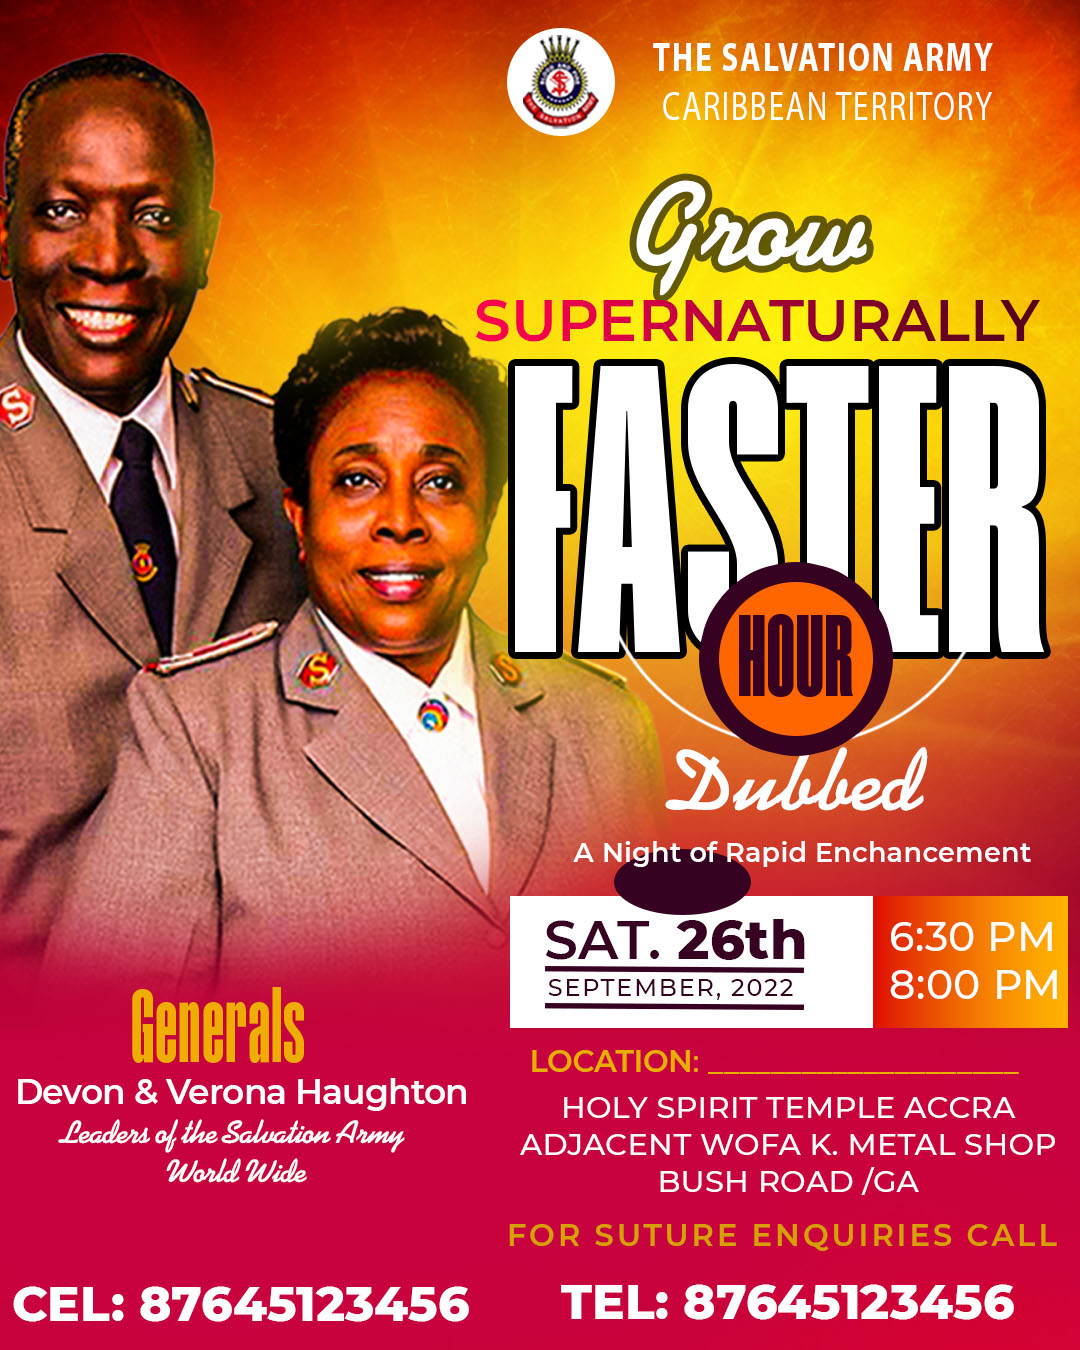 THE SALVATION ARMY
CARIBBEAN TERRITORY
Grow
SUPERNATURALLY
FASTER
HOUR
Dubbed
A Night of Rapid Enchancement
SAT. 26th
SEPTEMBER, 2022
6:30 PM
8:00 PM
Generals
Devon & Verona Haughton
Leaders of the Salvation Army
World Wide
LOCATION: ____________________
HOLY SPIRIT TEMPLE ACCRA
ADJACENT WOFA K. METAL SHOP
BUSH ROAD /GA
FOR SUTURE ENQUIRIES CALL
CEL: 87645123456
TEL: 87645123456
S
S
S